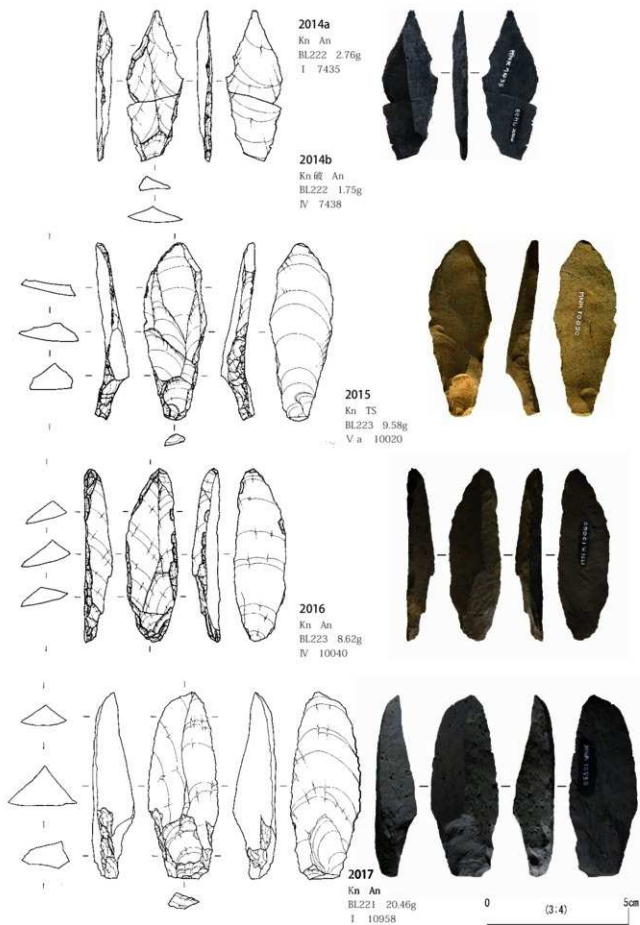 2014a
Kn An
BL222 2.76g
I 7435
2014b
Kn 破 An
BL222 1.75g
IV 7438
2015
Kn TS
BL223 9.58g
V a 10020
2016
Kn An
BL223 8.62g
IV 10040
2017
Kn An
BL221 20.46g
I 10958
0
(3:4)
5cm